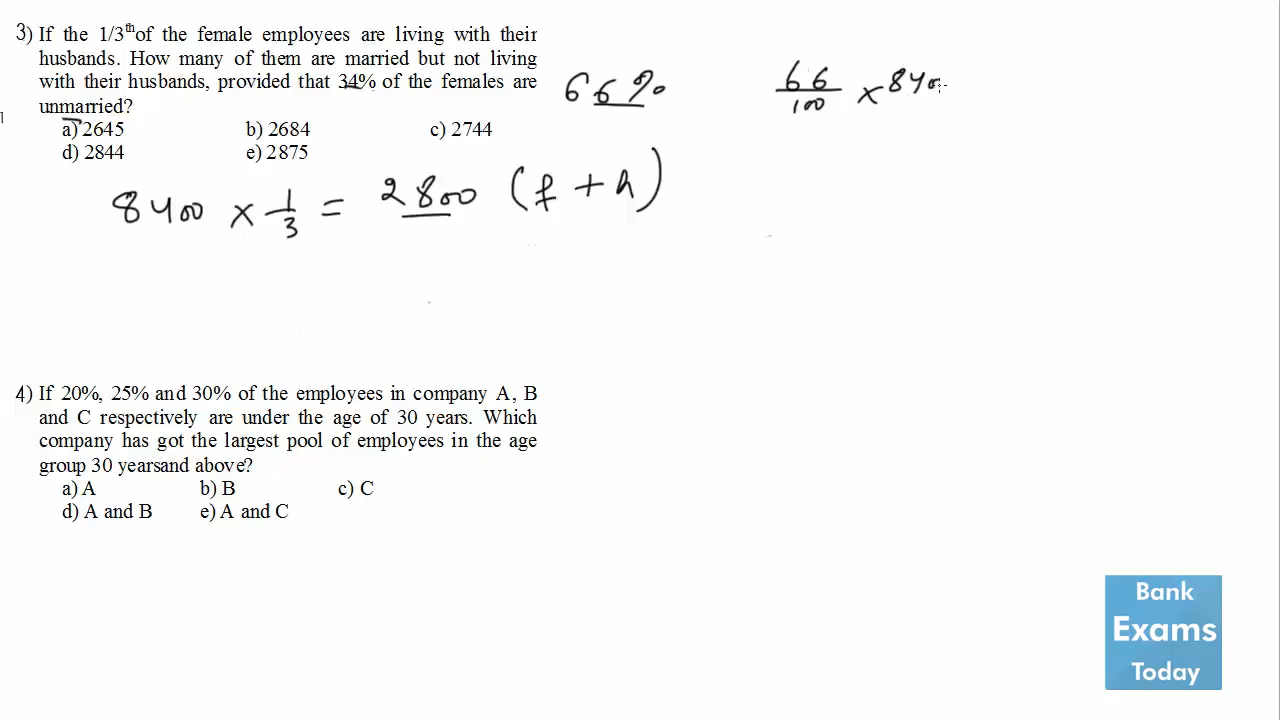 3) If the 1/3th of the female employees are living with their
husbands. How many of them are married but not living
with their husbands, provided that 34% of the females are
unmarried?
a) 2645 b) 2684 c) 2744
d) 2844 e) 2875
66%
66/100 × 840
8400 × 1/3 = 2800 (f + h)
4) If 20%, 25% and 30% of the employees in company A, B
and C respectively are under the age of 30 years. Which
company has got the largest pool of employees in the age
group 30 yearsand above?
a) A b) B c) C
d) A and B e) A and C
Bank
Exams
Today